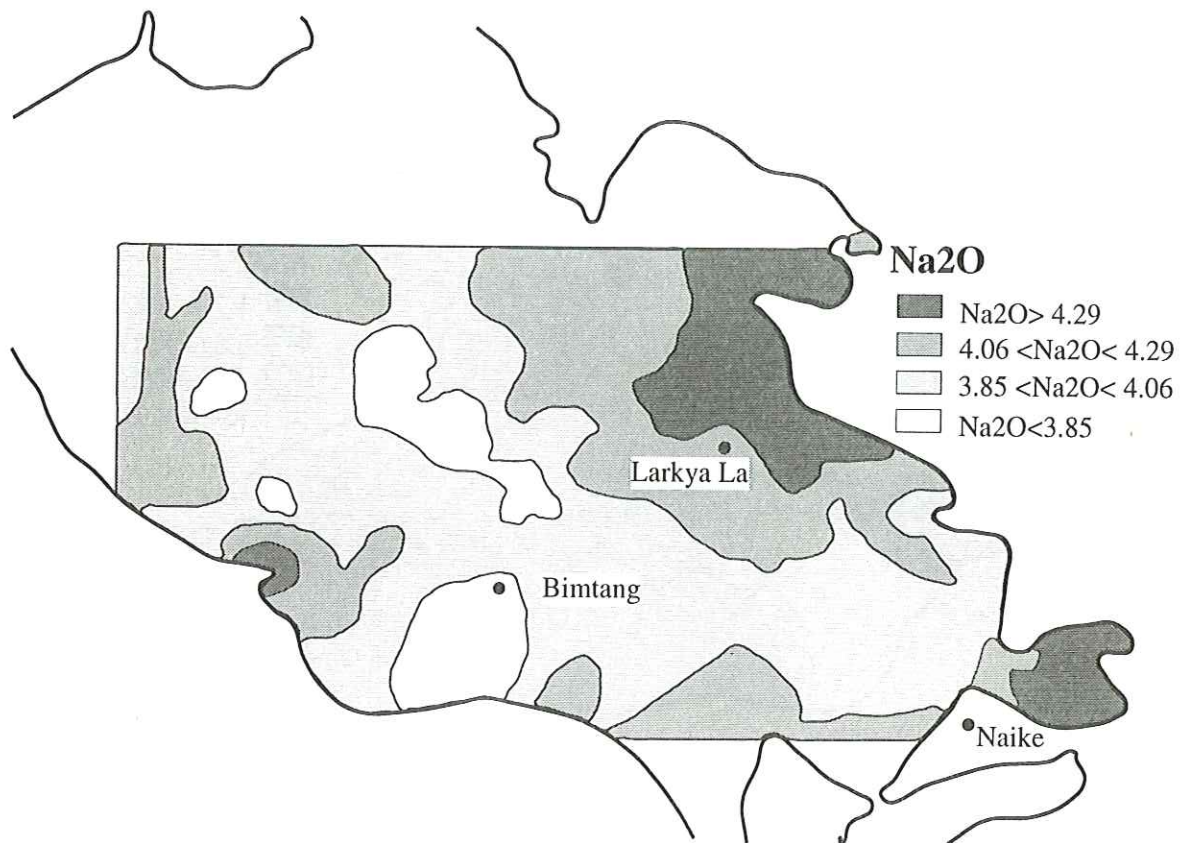 Na2O
Na2O> 4.29
4.06 <Na2O< 4.29
3.85 <Na2O< 4.06
Na2O<3.85
Larkya La
Bimtang
Naike